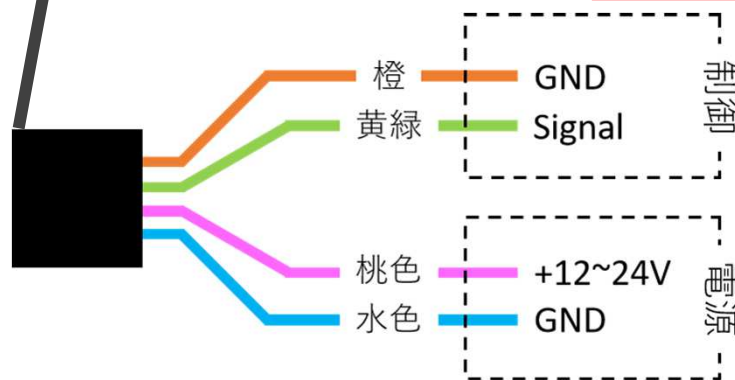 橙 GND
黄緑 Signal
制御
桃色 +12~24V
水色 GND
電源